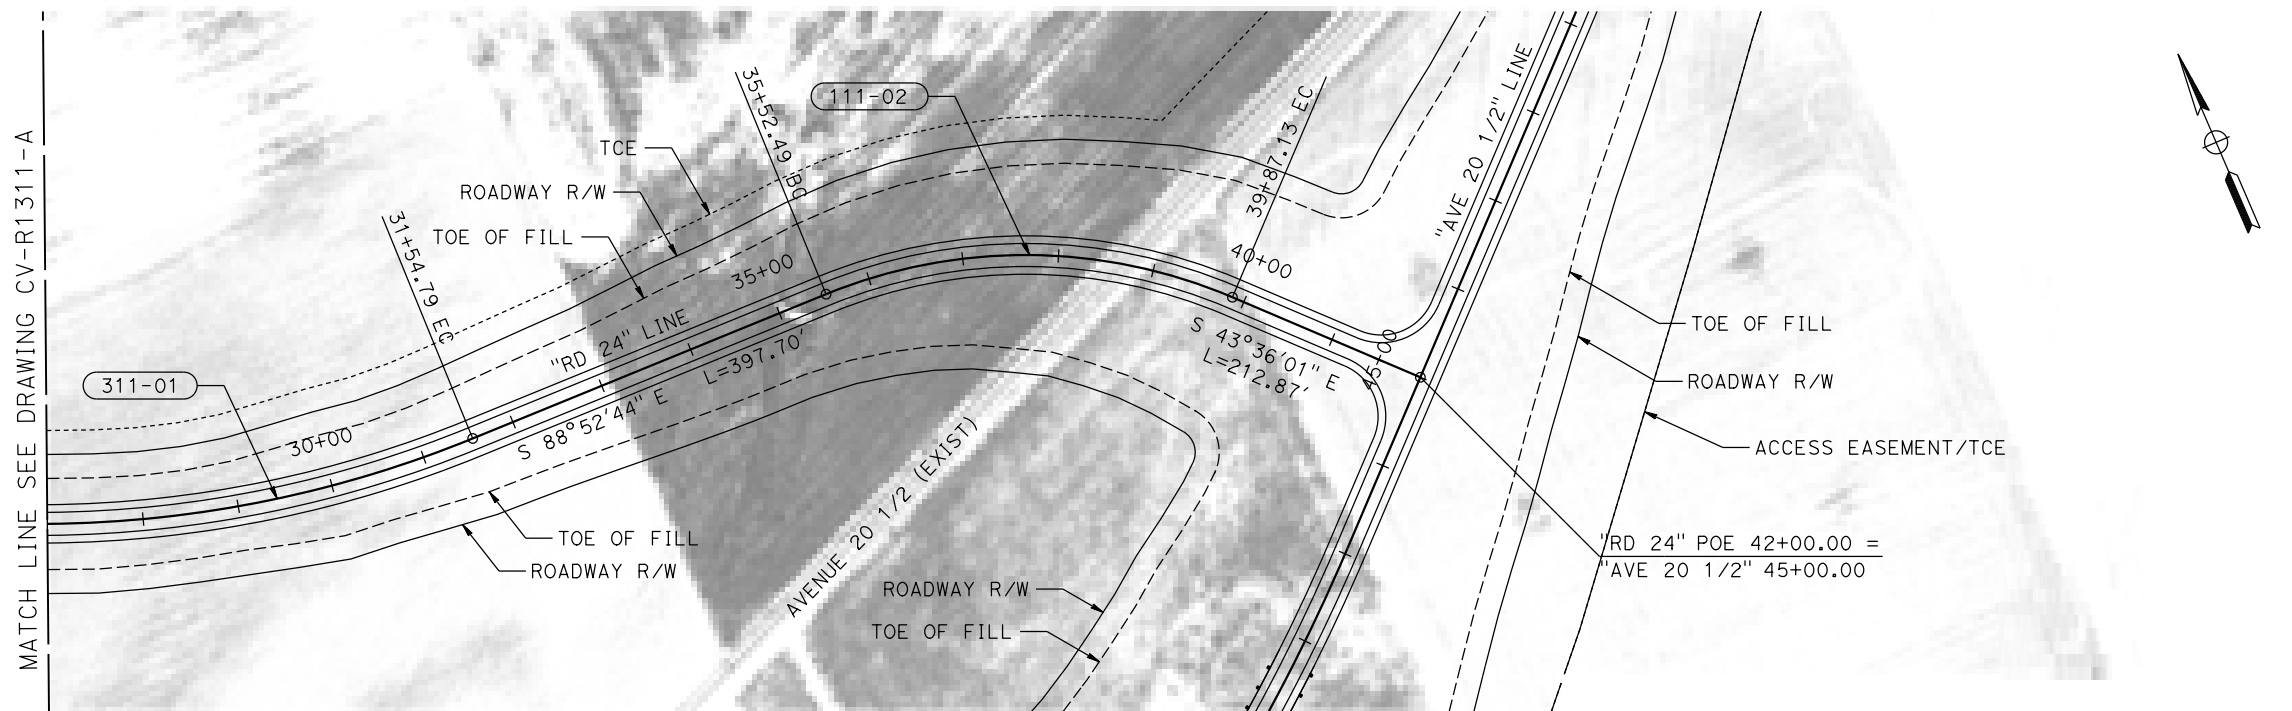 MATCH LINE SEE DRAWING CV-R1311-A
311-01
30+00
31+54.79 EC
TCE
ROADWAY R/W
TOE OF FILL
"RD 24" LINE
S 88°52'44" E
L=397.70'
35+00
35+52.49 BC
111-02
TOE OF FILL
ROADWAY R/W
AVENUE 20 1/2 (EXIST)
ROADWAY R/W
TOE OF FILL
39+87.13 EC
40+00
S 43°36'01" E
L=212.87'
45+00
"AVE 20 1/2" LINE
TOE OF FILL
ROADWAY R/W
ACCESS EASEMENT/TCE
"RD 24" POE 42+00.00 =
"AVE 20 1/2" 45+00.00